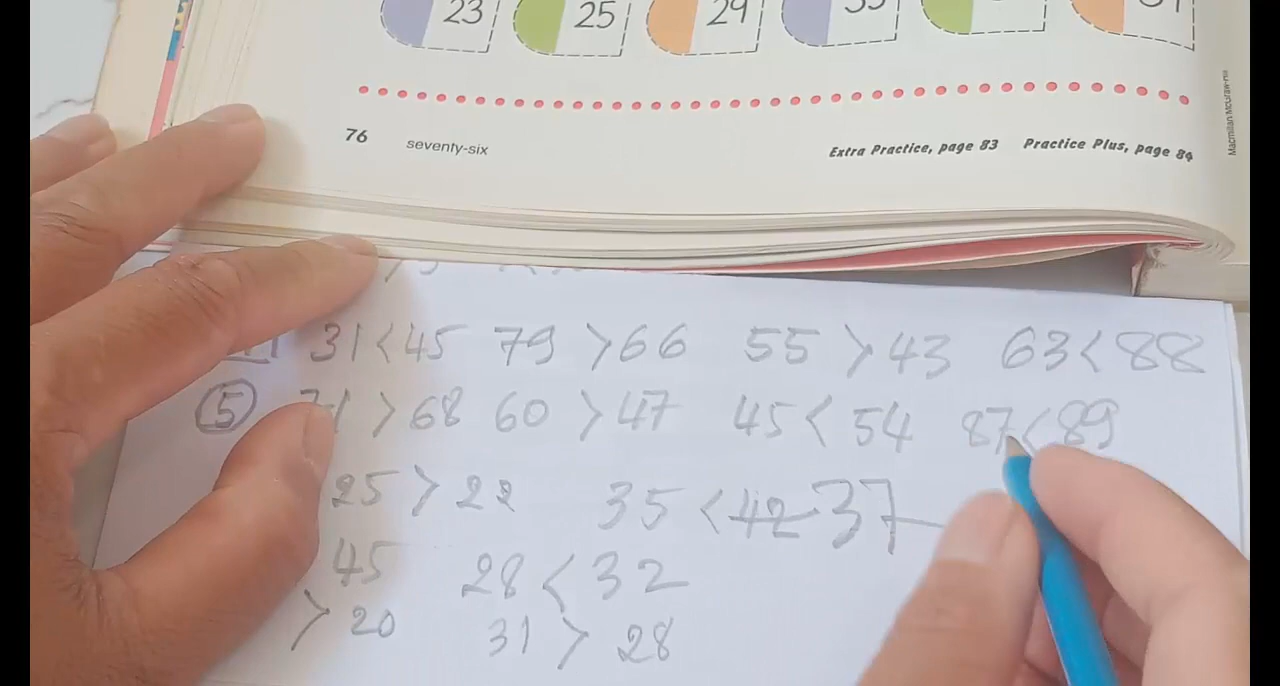 23 25 29
76 seventy-six Extra Practice, page 83 Practice Plus, page 84
31 < 45 79 > 66 55 > 43 63 < 88
5 71 > 68 60 > 47 45 < 54 87 < 89
25 > 22 35 < 42 37
45 28 < 32
> 20 31 > 28